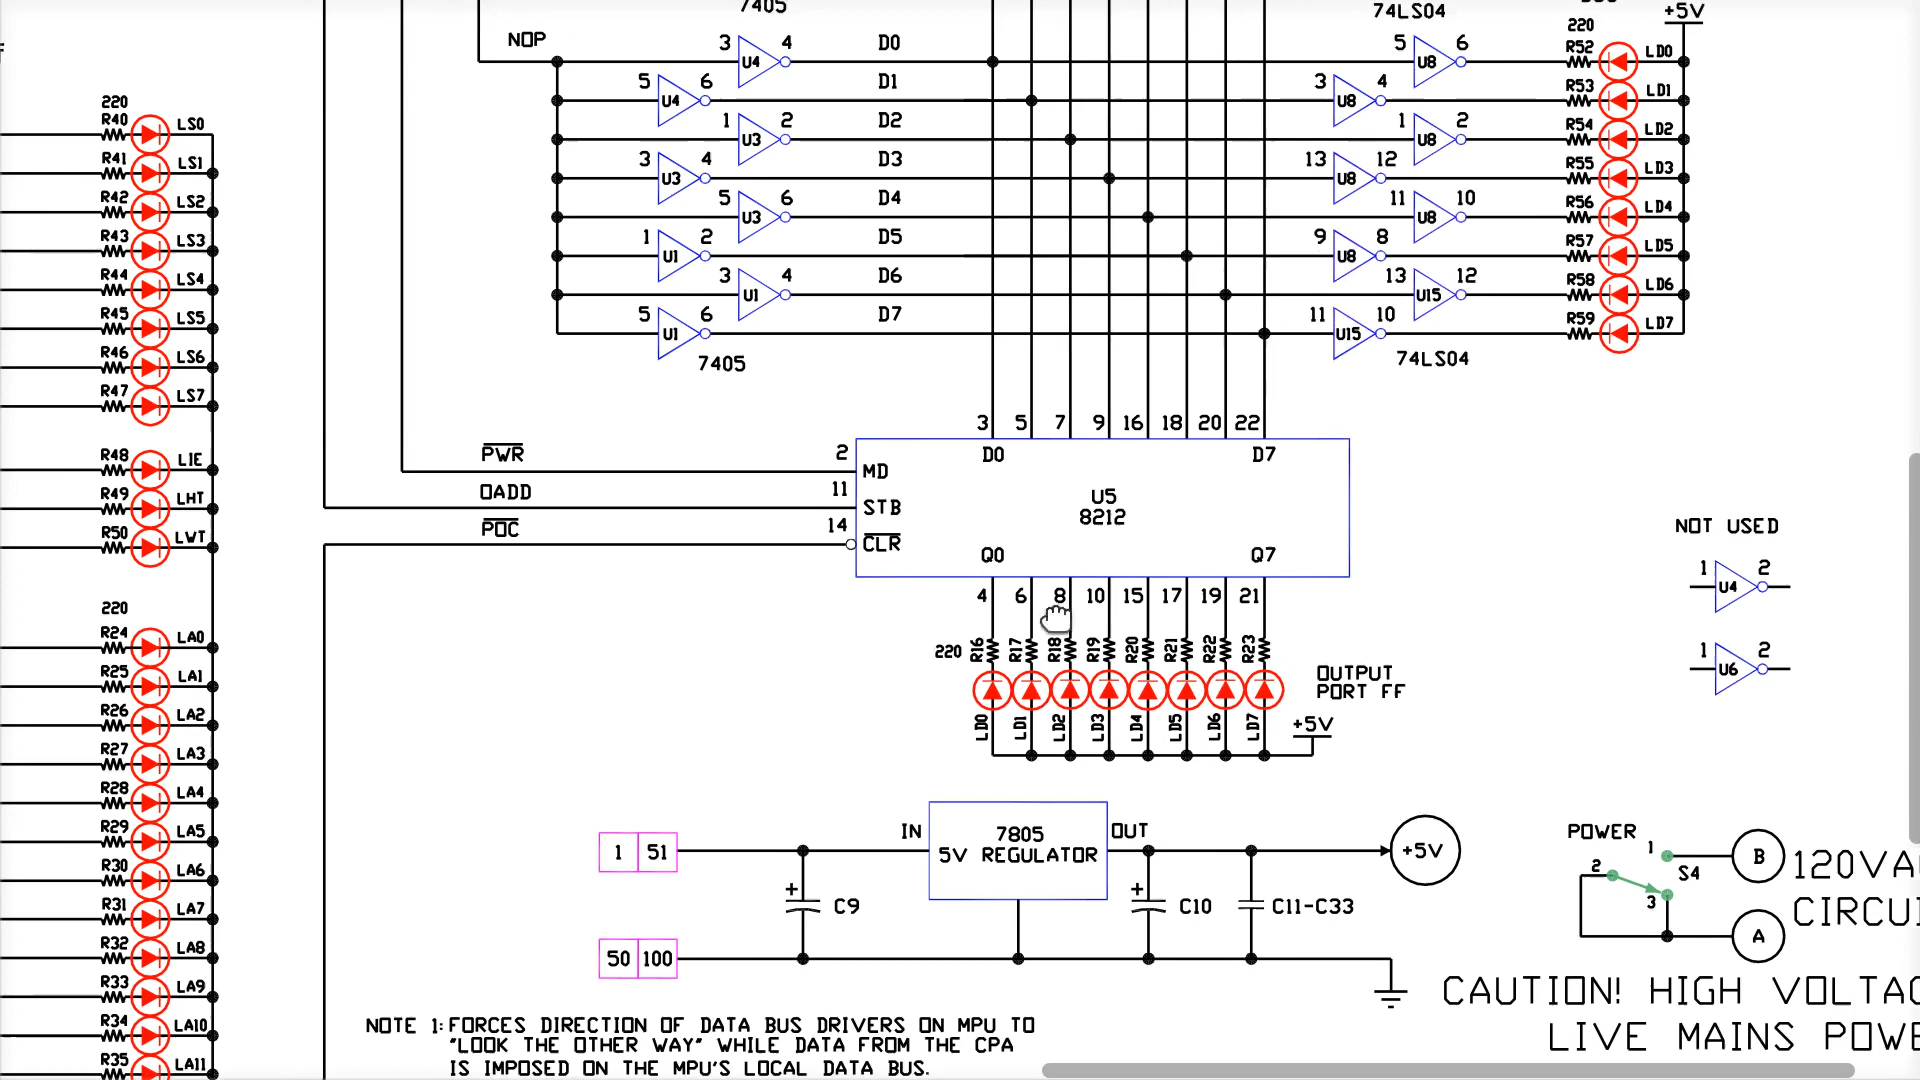 7405
74LS04
+5V
220
NOP
3 U4 4 D0 5 U8 6 R52 LD0
5 U4 6 D1 3 U8 4 R53 LD1
1 U3 2 D2 1 U8 2 R54 LD2
3 U3 4 D3 13 U8 12 R55 LD3
5 U3 6 D4 11 U8 10 R56 LD4
1 U1 2 D5 9 U8 8 R57 LD5
3 U1 4 D6 13 U15 12 R58 LD6
5 U1 6 D7 11 U15 10 R59 LD7
7405
74LS04
220
R40 LS0
R41 LS1
R42 LS2
R43 LS3
R44 LS4
R45 LS5
R46 LS6
R47 LS7
R48 LIE
R49 LHT
R50 LWT
220
R24 LA0
R25 LA1
R26 LA2
R27 LA3
R28 LA4
R29 LA5
R30 LA6
R31 LA7
R32 LA8
R33 LA9
R34 LA10
R35 LA11
3 5 7 9 16 18 20 22
D0 D7
PWR 2 MD
OADD 11 STB
POC 14 CLR
U5
8212
Q0 Q7
4 6 8 10 15 17 19 21
220 R16 R17 R18 R19 R20 R21 R22 R23
LD0 LD1 LD2 LD3 LD4 LD5 LD6 LD7
OUTPUT
PORT FF
+5V
NOT USED
1 U4 2
1 U6 2
1 51
IN
7805
5V REGULATOR
OUT
+5V
+ C9
+ C10
C11-C33
50 100
POWER
1
2
3
S4
B
A
120VA
CIRCUI
CAUTION! HIGH VOLTAG
LIVE MAINS POWE
NOTE 1: FORCES DIRECTION OF DATA BUS DRIVERS ON MPU TO
"LOOK THE OTHER WAY" WHILE DATA FROM THE CPA
IS IMPOSED ON THE MPU'S LOCAL DATA BUS.